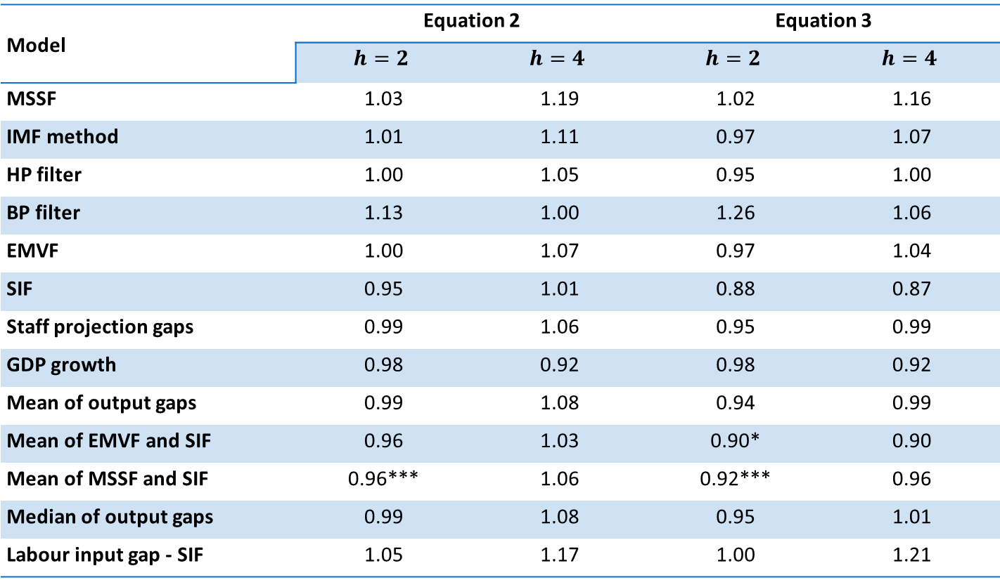 Equation 2 Equation 3
Model
h = 2 h = 4 h = 2 h = 4
MSSF 1.03 1.19 1.02 1.16
IMF method 1.01 1.11 0.97 1.07
HP filter 1.00 1.05 0.95 1.00
BP filter 1.13 1.00 1.26 1.06
EMVF 1.00 1.07 0.97 1.04
SIF 0.95 1.01 0.88 0.87
Staff projection gaps 0.99 1.06 0.95 0.99
GDP growth 0.98 0.92 0.98 0.92
Mean of output gaps 0.99 1.08 0.94 0.99
Mean of EMVF and SIF 0.96 1.03 0.90* 0.90
Mean of MSSF and SIF 0.96*** 1.06 0.92*** 0.96
Median of output gaps 0.99 1.08 0.95 1.01
Labour input gap - SIF 1.05 1.17 1.00 1.21